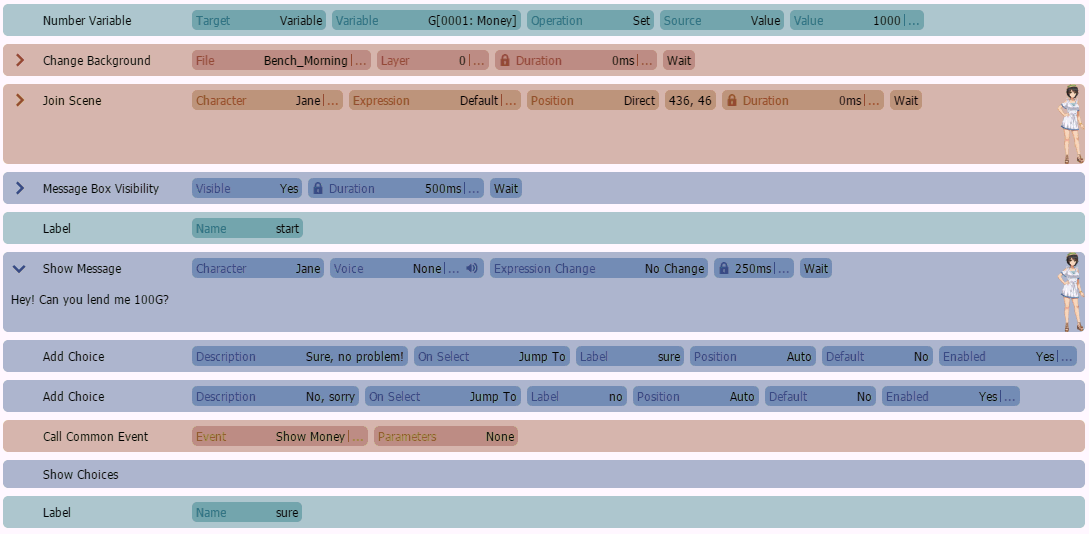 Number Variable Target Variable Variable G[0001: Money] Operation Set Source Value Value 1000|...
Change Background File Bench_Morning|... Layer 0|... Duration 0ms|... Wait
Join Scene Character Jane|... Expression Default|... Position Direct 436, 46 Duration 0ms|... Wait
Message Box Visibility Visible Yes Duration 500ms|... Wait
Label Name start
Show Message Character Jane Voice None|... Expression Change No Change 250ms|... Wait
Hey! Can you lend me 100G?
Add Choice Description Sure, no problem! On Select Jump To Label sure Position Auto Default No Enabled Yes|...
Add Choice Description No, sorry On Select Jump To Label no Position Auto Default No Enabled Yes|...
Call Common Event Event Show Money|... Parameters None
Show Choices
Label Name sure